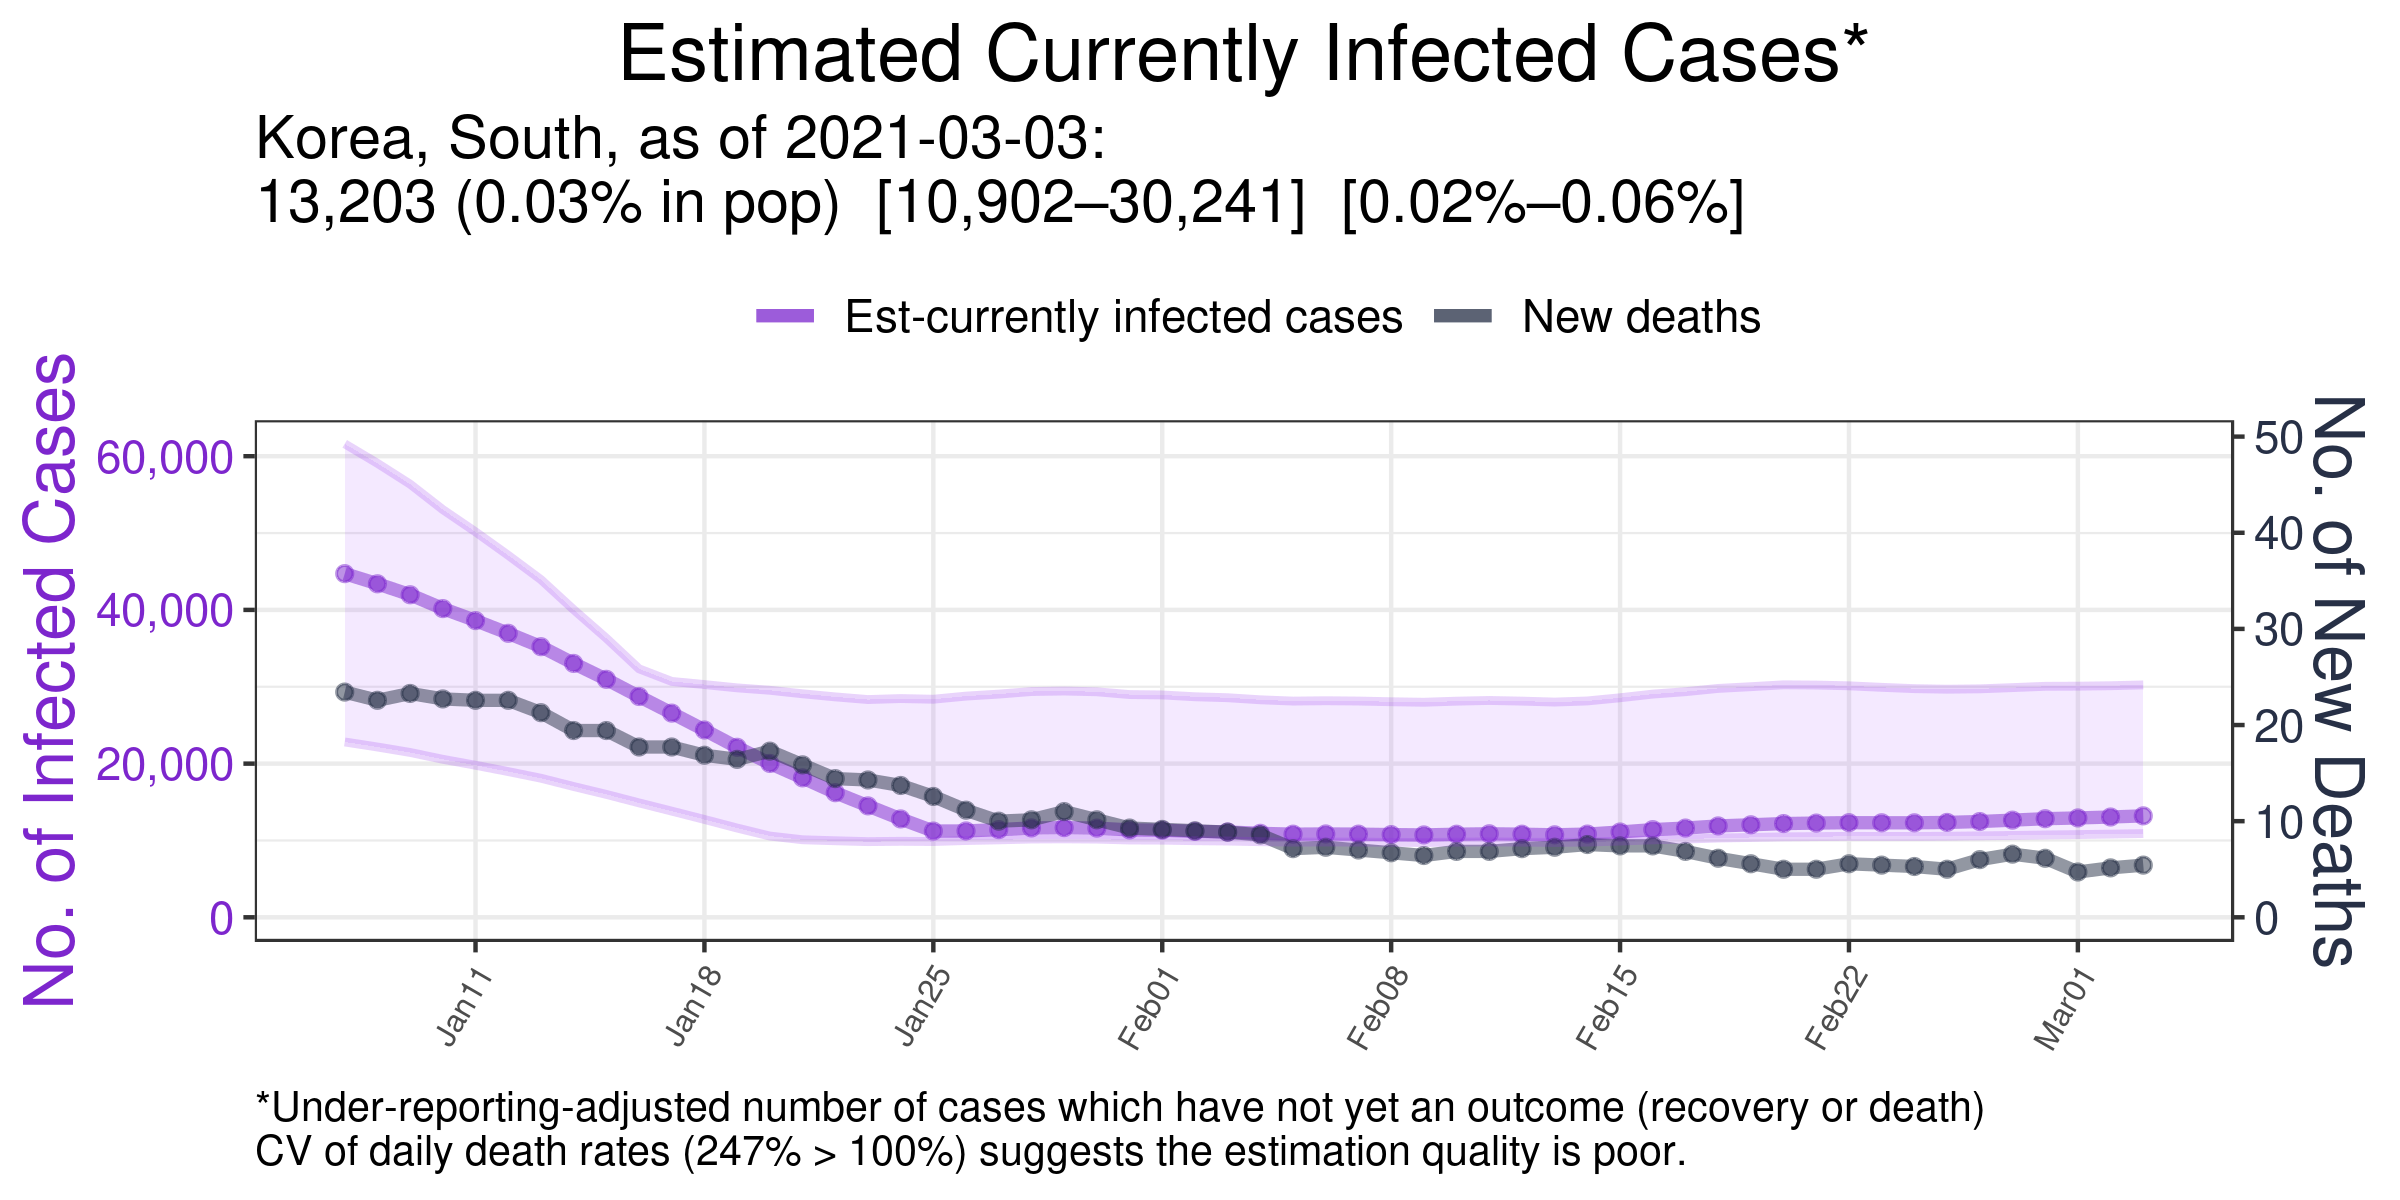 Estimated Currently Infected Cases*
Korea, South, as of 2021-03-03:
13,203 (0.03% in pop)  [10,902–30,241]  [0.02%–0.06%]
Est-currently infected cases
New deaths
No. of Infected Cases
60,000
40,000
20,000
0
50
40
30
20
10
0
No. of New Deaths
Jan11
Jan18
Jan25
Feb01
Feb08
Feb15
Feb22
Mar01
*Under-reporting-adjusted number of cases which have not yet an outcome (recovery or death)
CV of daily death rates (247% > 100%) suggests the estimation quality is poor.